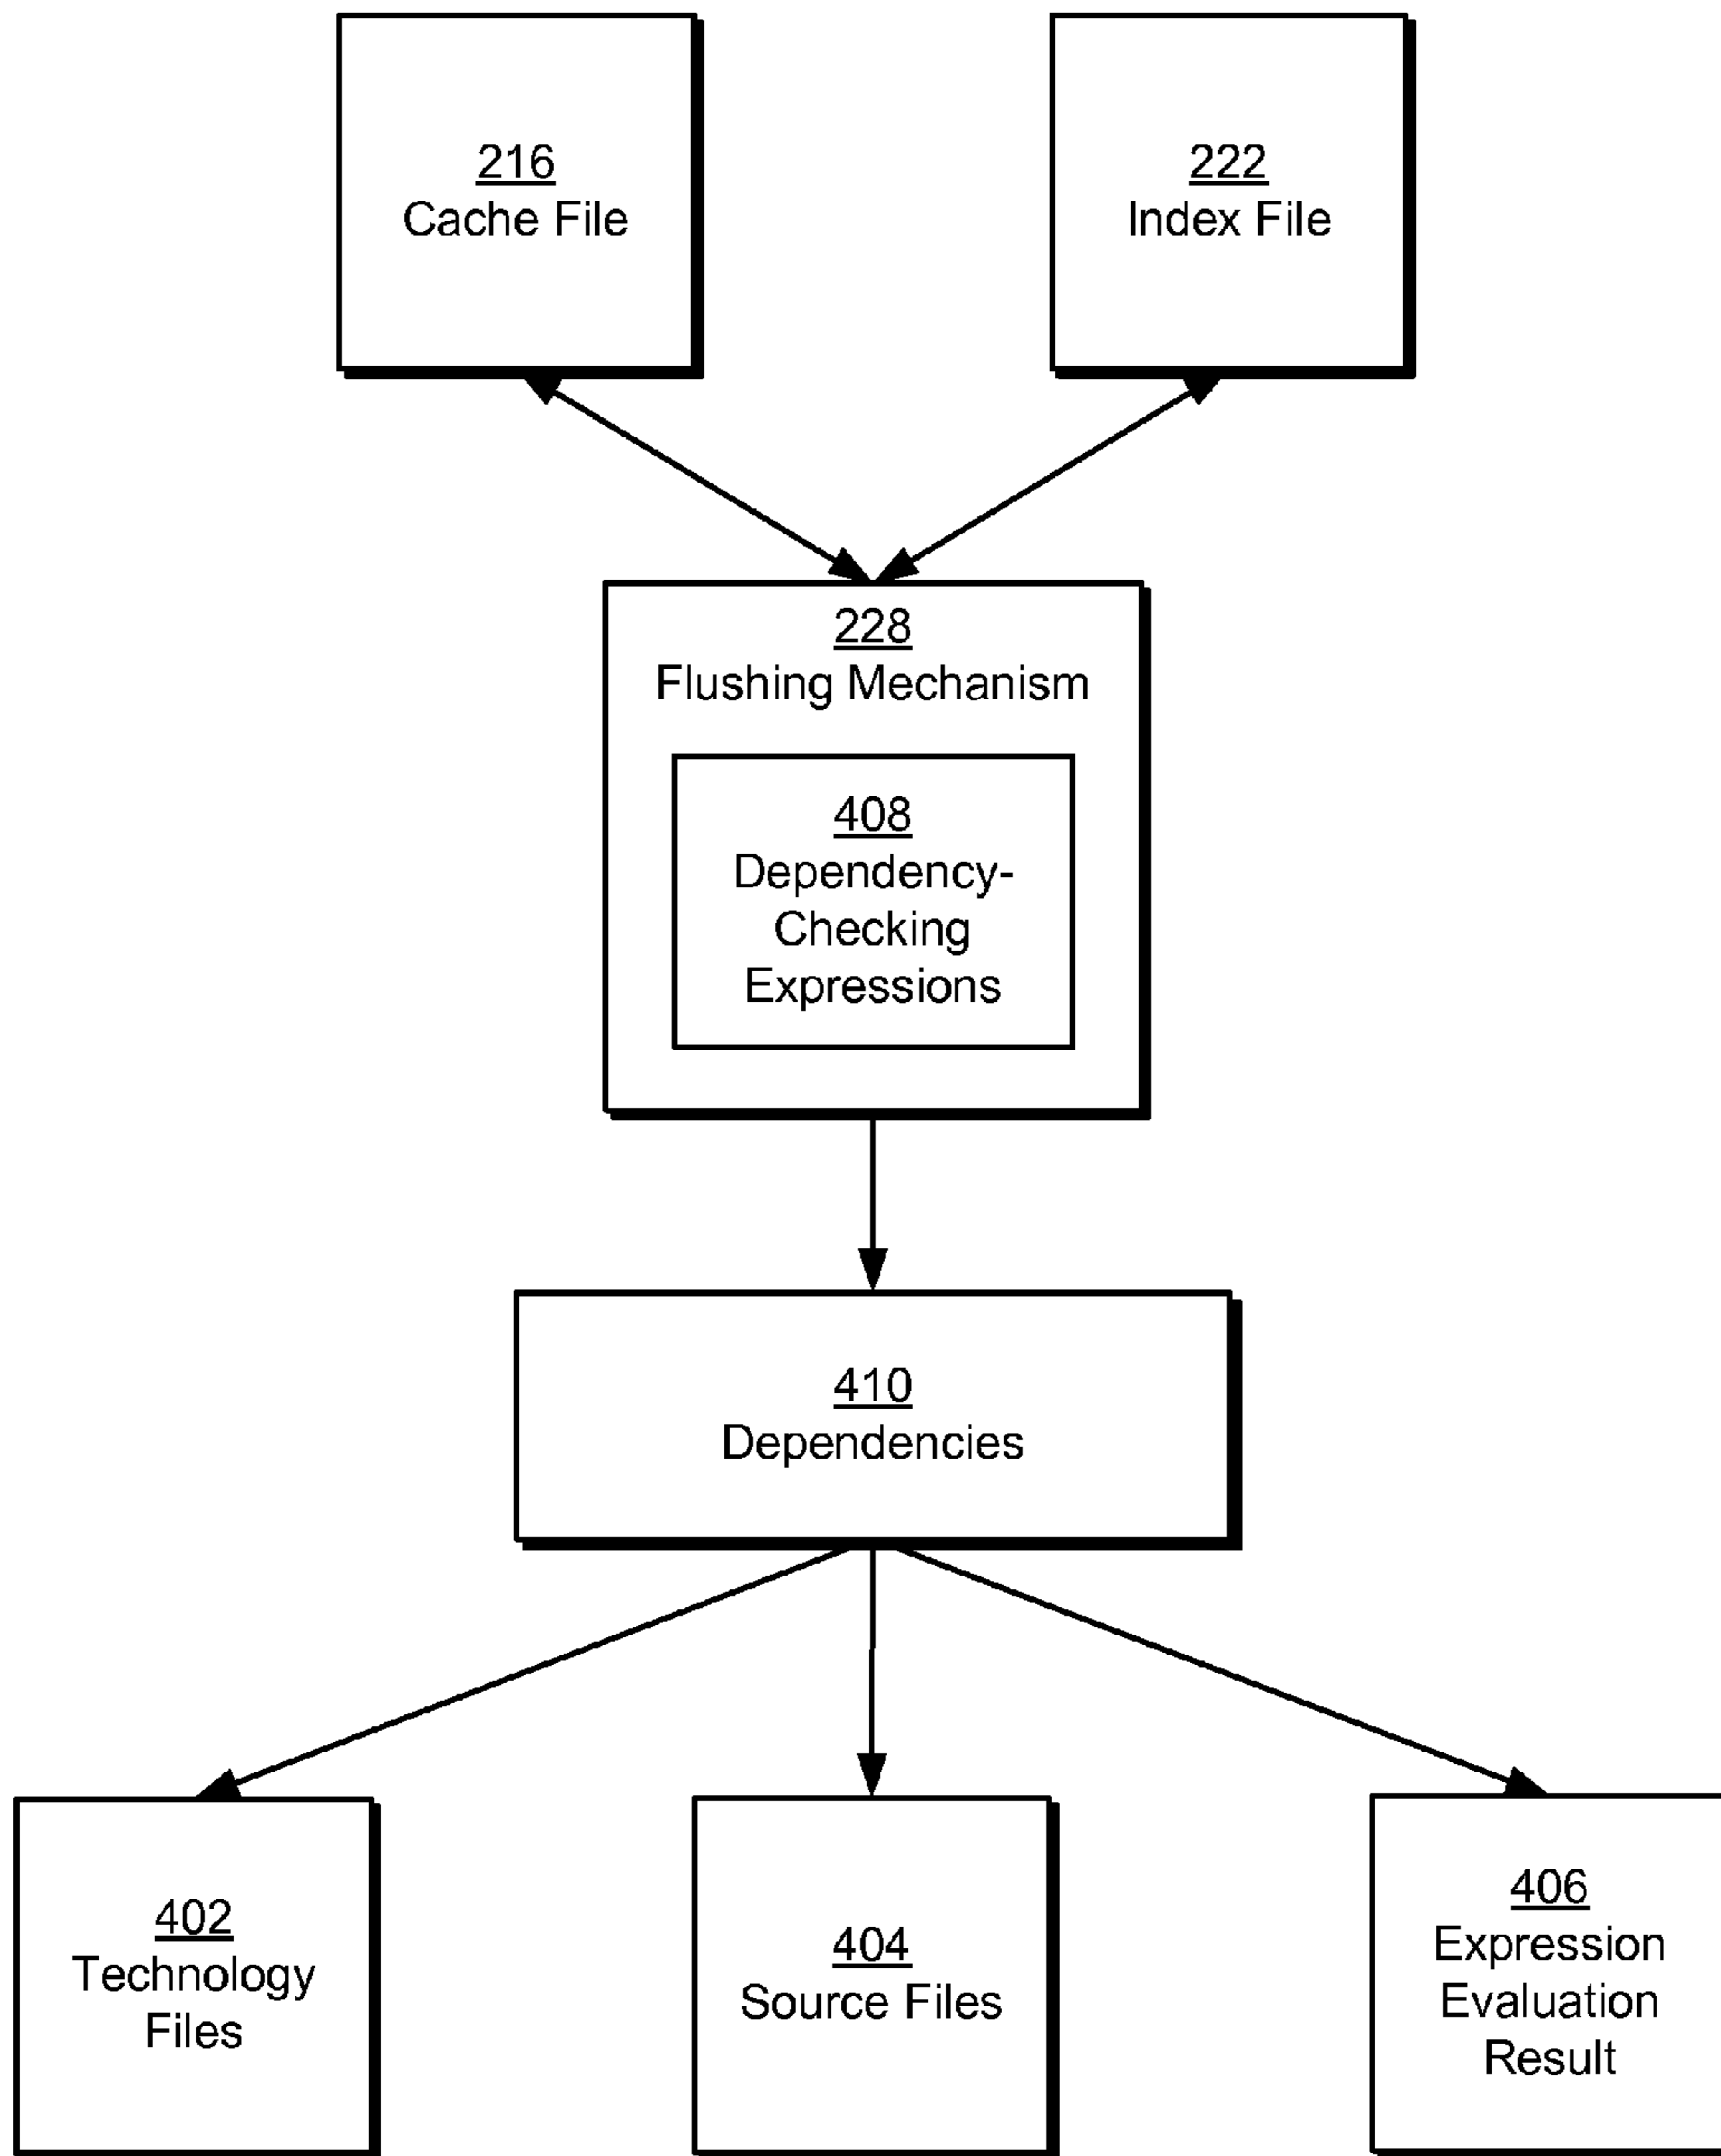 216
Cache File
222
Index File
228
Flushing Mechanism
408
Dependency-
Checking
Expressions
410
Dependencies
402
Technology
Files
404
Source Files
406
Expression
Evaluation
Result